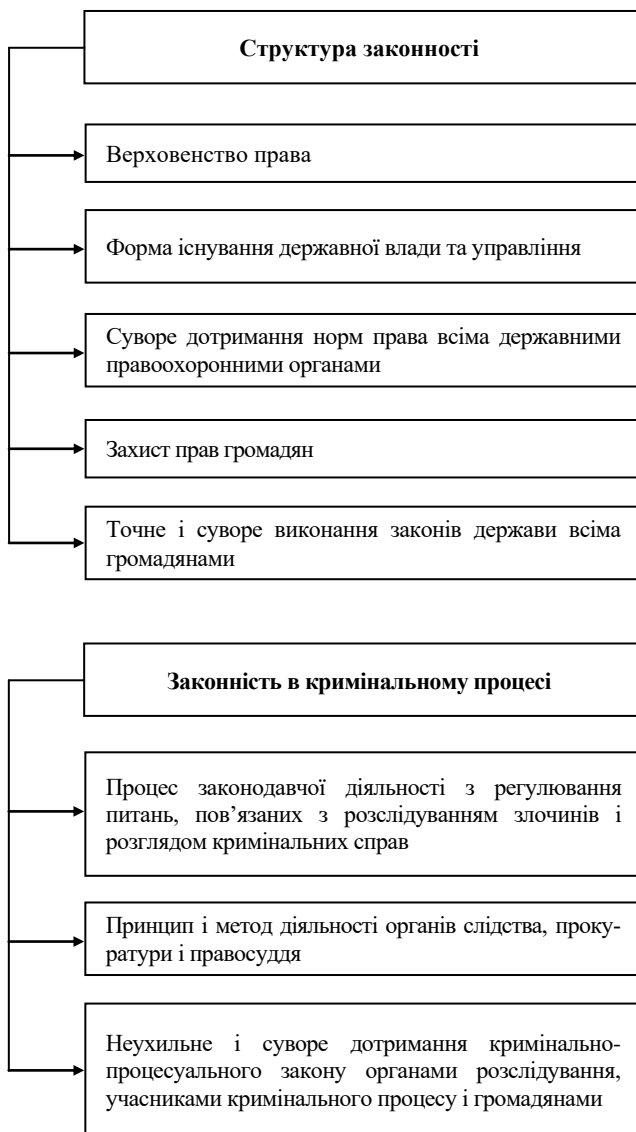 Структура законності
Верховенство права
Форма існування державної влади та управління
Суворе дотримання норм права всіма державними
правоохоронними органами
Захист прав громадян
Точне і суворе виконання законів держави всіма
громадянами
Законність в кримінальному процесі
Процес законодавчої діяльності з регулювання
питань, пов’язаних з розслідуванням злочинів і
розглядом кримінальних справ
Принцип і метод діяльності органів слідства, проку-
ратури і правосуддя
Неухильне і суворе дотримання кримінально-
процесуального закону органами розслідування,
учасниками кримінального процесу і громадянами